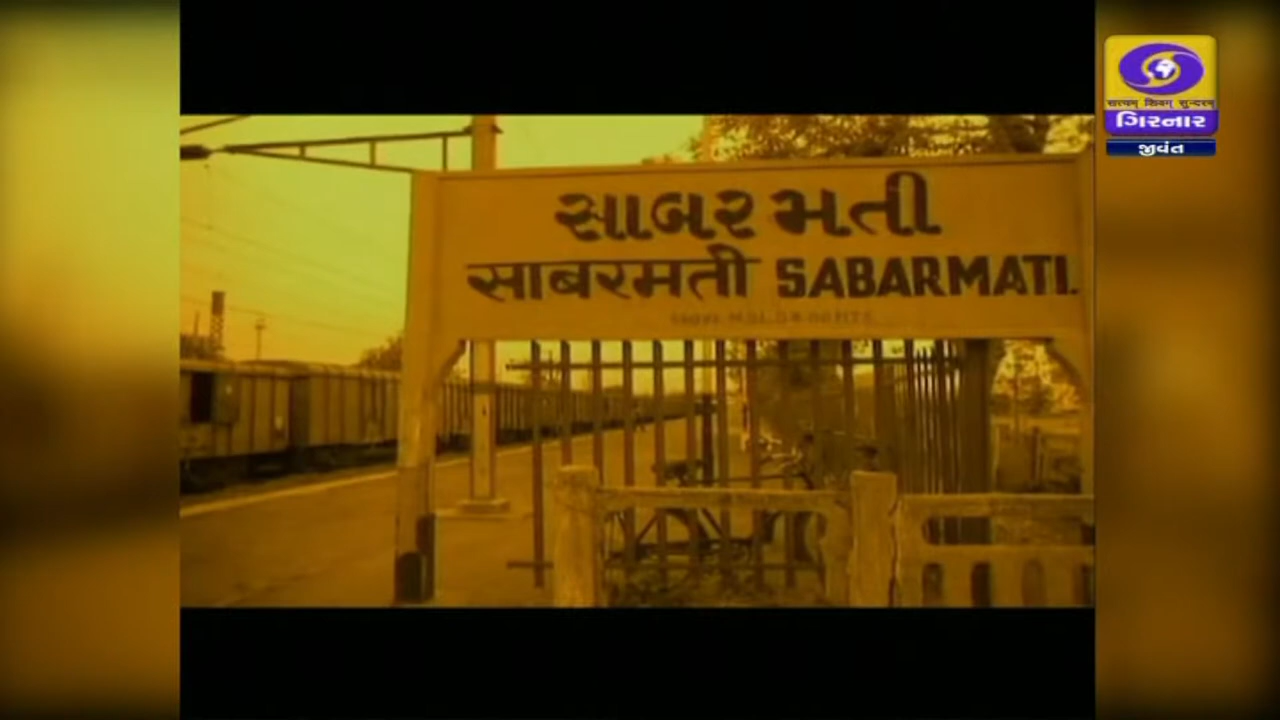 સાબરમતી
साबरमती SABARMATI.
सत्यम् शिवम् सुन्दरम्
ગિરનાર
જીવંત